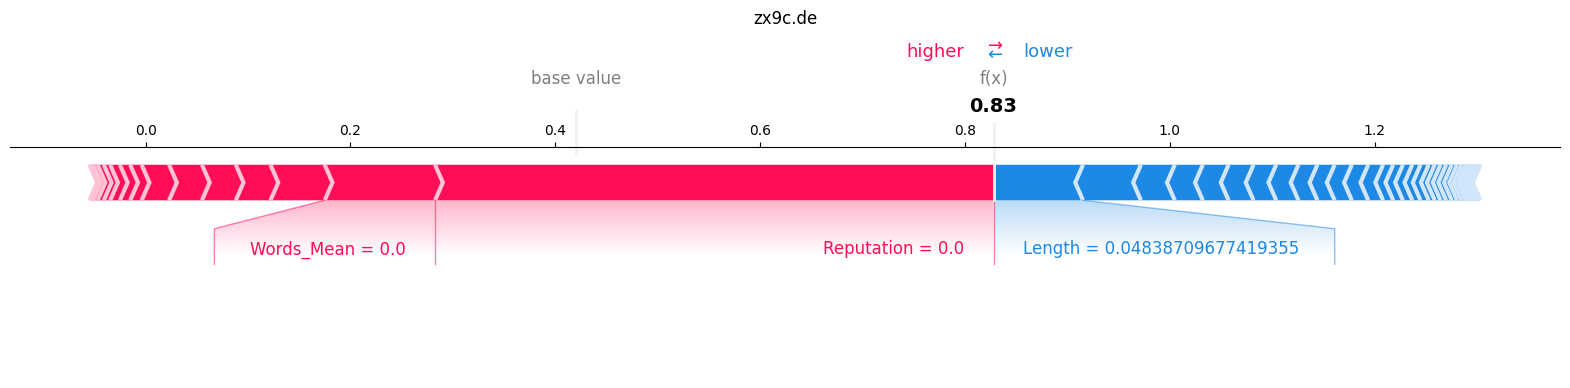 zx9c.de
higher ⇄ lower
base value
f(x)
0.83
0.0 0.2 0.4 0.6 0.8 1.0 1.2
Words_Mean = 0.0
Reputation = 0.0
Length = 0.04838709677419355